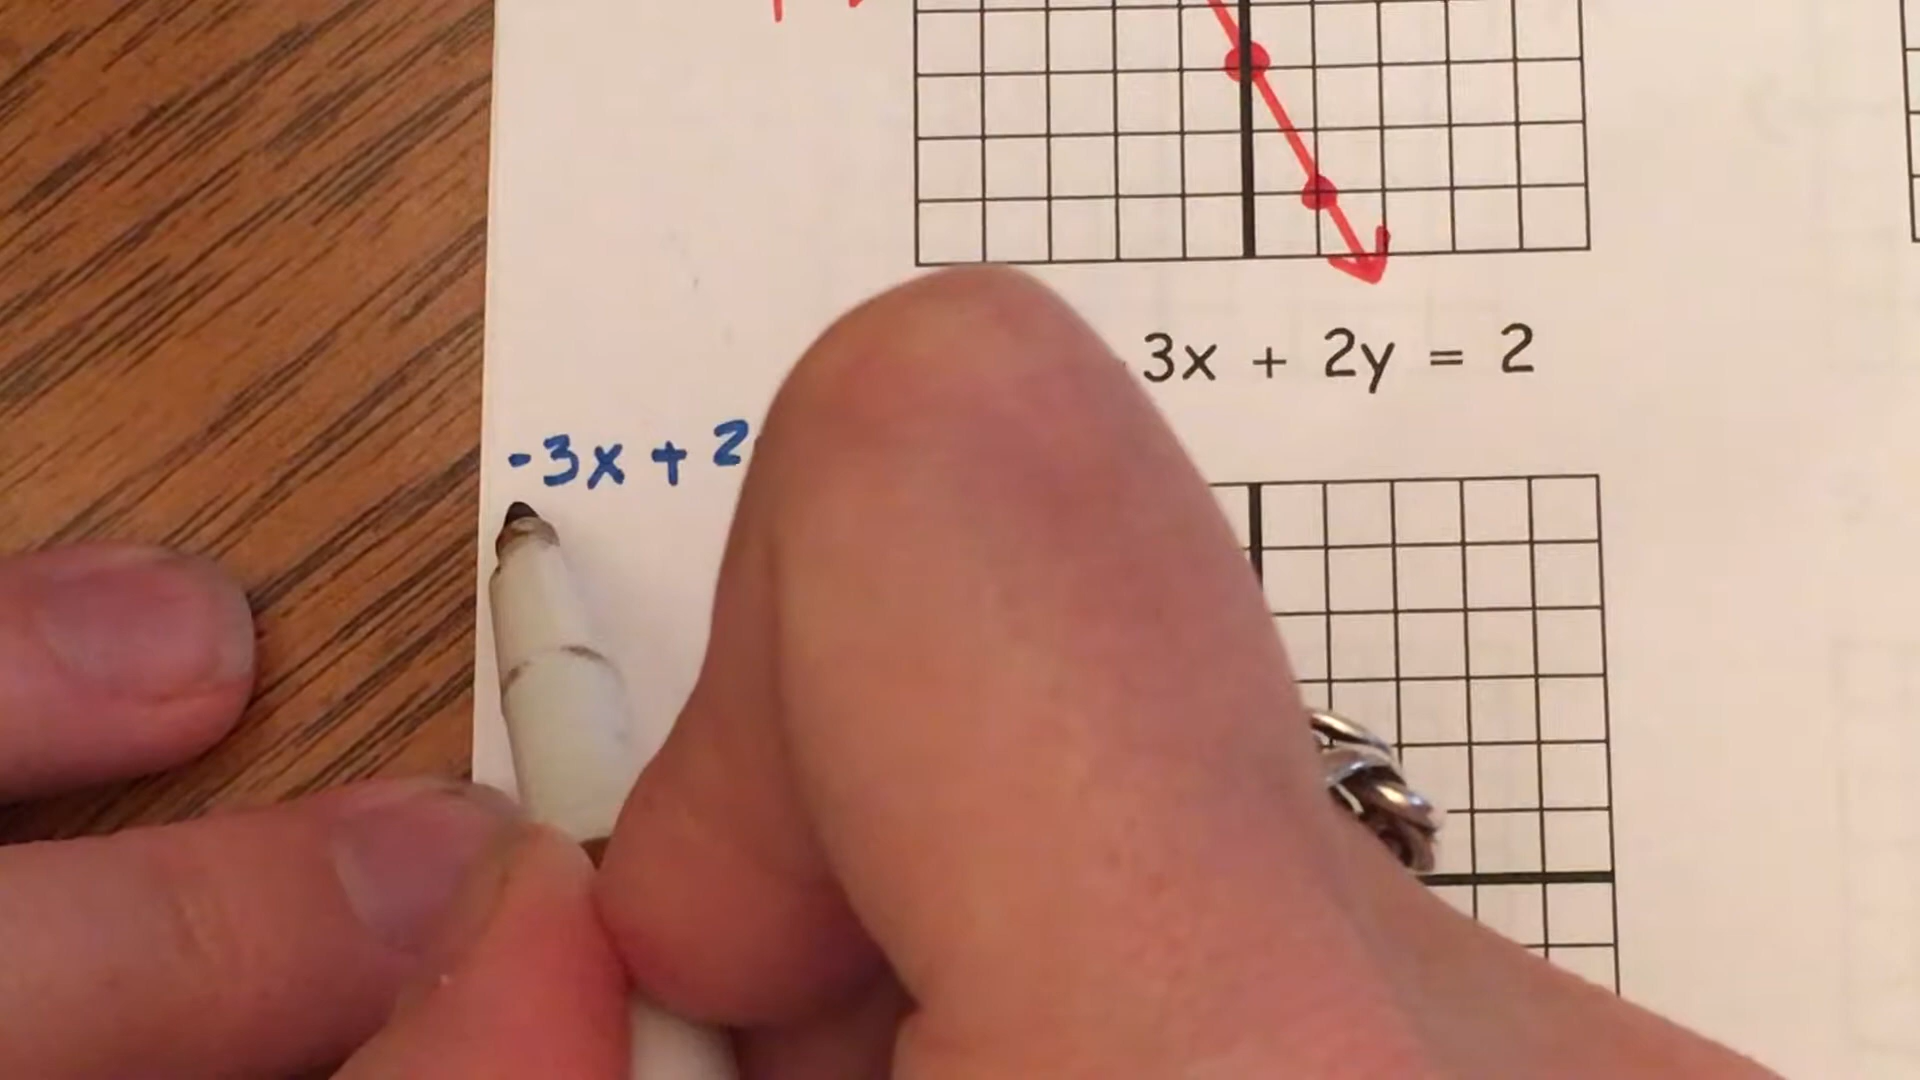 3x + 2y = 2
-3x + 2